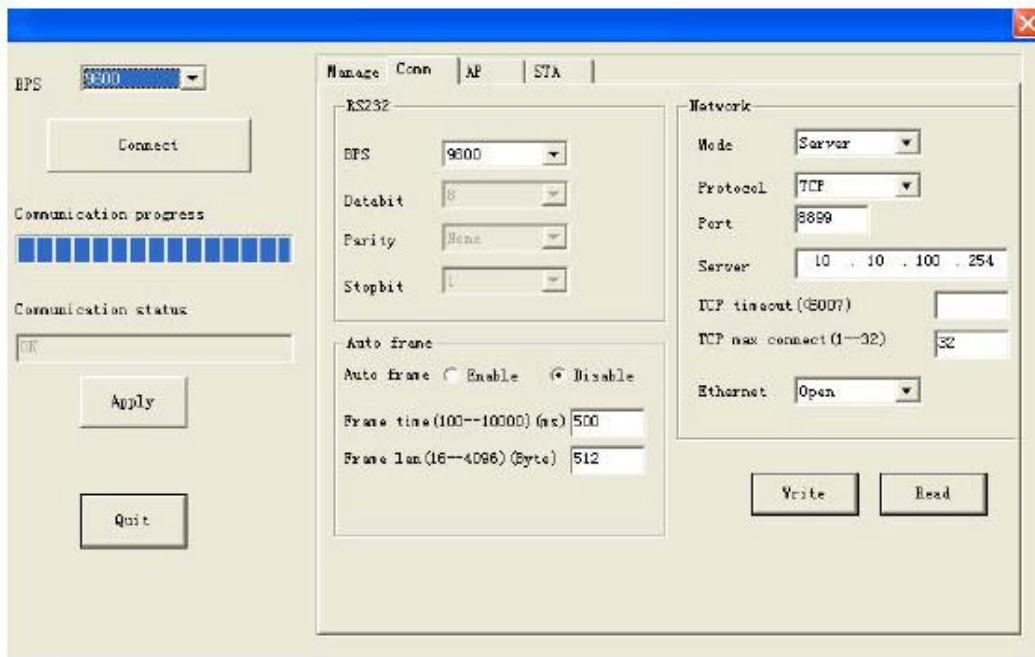 BPS 9600
Connect
Communication progress
Communication status
OK
Apply
Quit
Manage Conn AP STA
RS232
BPS 9600
Databit 8
Parity None
Stopbit 1
Auto frame
Auto frame Enable Disable
Frame time(100--10000)(ms) 500
Frame len(16--4096)(Byte) 512
Network
Mode Server
Protocol TCP
Port 8899
Server 10 . 10 . 100 . 254
TCP timeout
TCP max connect(1--32) 32
Ethernet Open
Write Read